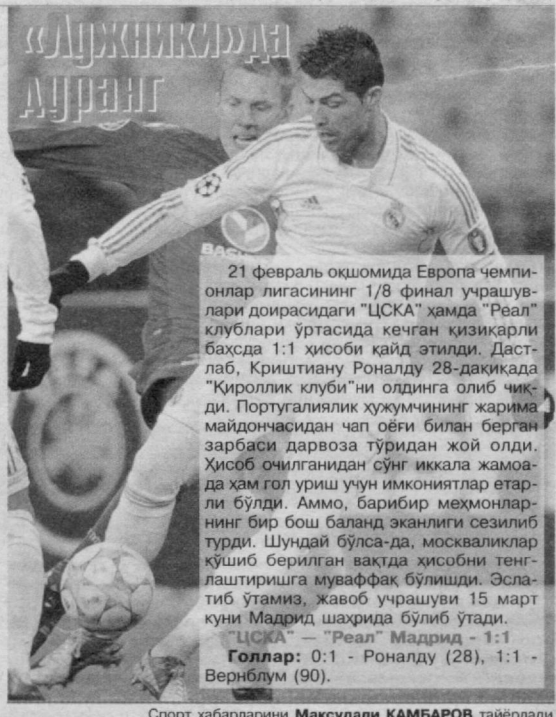 «Лужники»да
дуранг
BASH
21 февраль оқшомида Европа чемпи-
онлар лигасининг 1/8 финал учрашув-
лари доирасидаги "ЦСКА" ҳамда "Реал"
клублари ўртасида кечган қизиқарли
баҳсда 1:1 ҳисоби қайд этилди. Даст-
лаб, Криштиану Роналду 28-дақиқада
"Қироллик клуби"ни олдинга олиб чиқ-
ди. Португалиялик ҳужумчининг жарима
майдончасидан чап оёғи билан берган
зарбаси дарвоза тўридан жой олди.
Ҳисоб очилганидан сўнг иккала жамоа-
да ҳам гол уриш учун имкониятлар етар-
ли бўлди. Аммо, барибир меҳмонлар-
нинг бир бош баланд эканлиги сезилиб
турди. Шундай бўлса-да, москваликлар
қўшиб берилган вақтда ҳисобни тенг-
лаштиришга муваффақ бўлишди. Эсла-
тиб ўтамиз, жавоб учрашуви 15 март
куни Мадрид шаҳрида бўлиб ўтади.
"ЦСКА" — "Реал" Мадрид - 1:1
Голлар: 0:1 - Роналду (28), 1:1 -
Вернблум (90).
Спорт хабарларини Мақсудали ҚАМБАРОВ тайёрлади